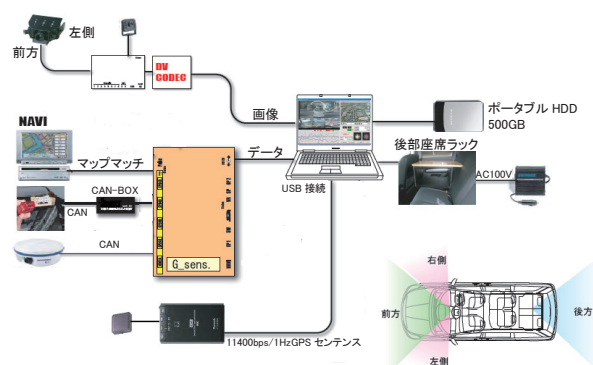 左側
前方
DV
CODEC
画像
ポータブル HDD
500GB
NAVI
マップマッチ
データ
後部座席ラック
USB 接続
AC100V
CAN-BOX
CAN
CAN
G_sens.
11400bps/1HzGPS センテンス
右側
前方
後方
左側